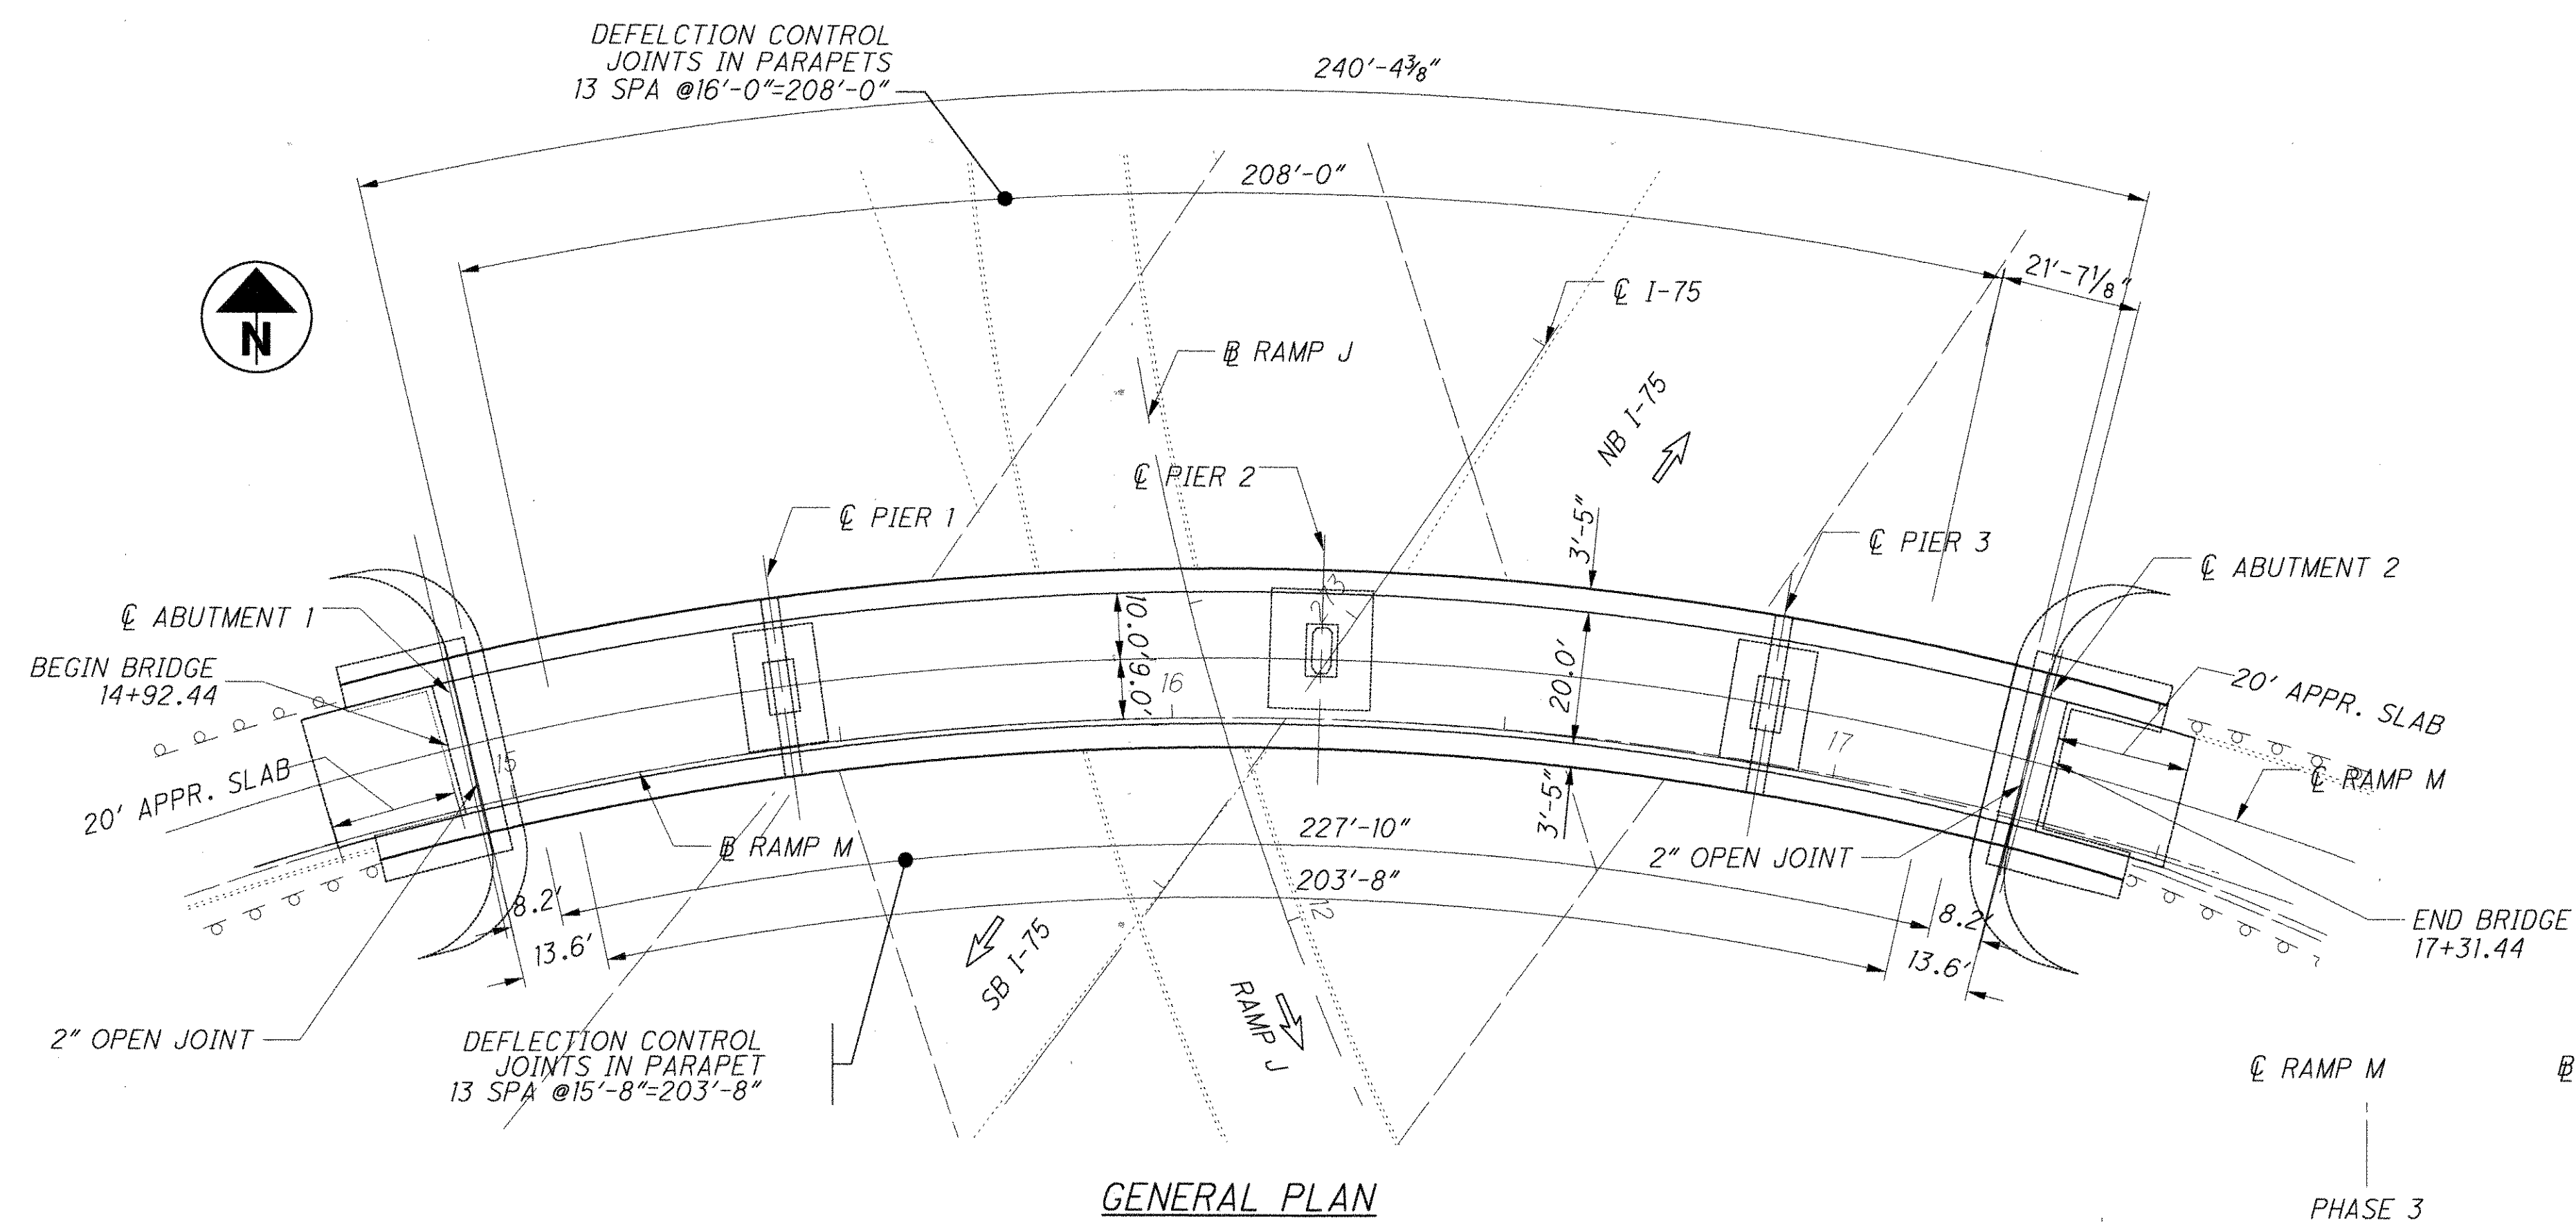 DEFELCTION CONTROL
JOINTS IN PARAPETS
13 SPA @16'-0"=208'-0"
240'-4⅜"
208'-0"
21'-7⅛"
N
℄ I-75
BL RAMP J
NB I-75
℄ PIER 2
℄ PIER 1
3'-5"
℄ PIER 3
℄ ABUTMENT 2
℄ ABUTMENT 1
BEGIN BRIDGE
14+92.44
273
10.0'
9.0'
16
20.0'
17
15
20' APPR. SLAB
20' APPR. SLAB
℄ RAMP M
BL RAMP M
227'-10"
203'-8"
3'-5"
2" OPEN JOINT
8.2'
13.6'
12
8.2'
13.6'
END BRIDGE
17+31.44
SB I-75
RAMP J
2" OPEN JOINT
DEFLECTION CONTROL
JOINTS IN PARAPET
13 SPA @15'-8"=203'-8"
℄ RAMP M
BL
PHASE 3
GENERAL PLAN